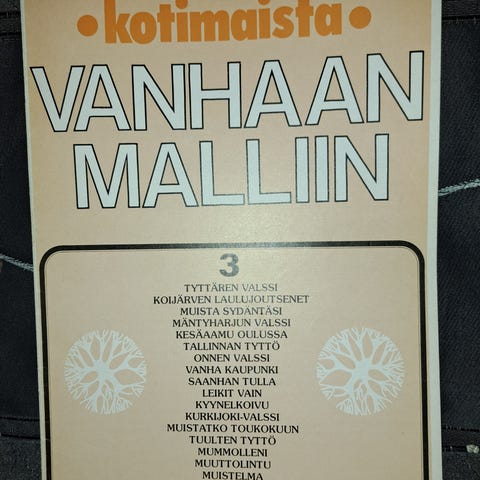 •kotimaista•
VANHAAN
MALLIIN
3
TYTTÄREN VALSSI
KOIJÄRVEN LAULUJOUTSENET
MUISTA SYDÄNTÄSI
MÄNTYHARJUN VALSSI
KESÄAAMU OULUSSA
TALLINNAN TYTTÖ
ONNEN VALSSI
VANHA KAUPUNKI
SAANHAN TULLA
LEIKIT VAIN
KYYNELKOIVU
KURKIJOKI-VALSSI
MUISTATKO TOUKOKUUN
TUULTEN TYTTÖ
MUMMOLLENI
MUUTTOLINTU
MUISTELMA